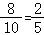 8/10 = 2/5